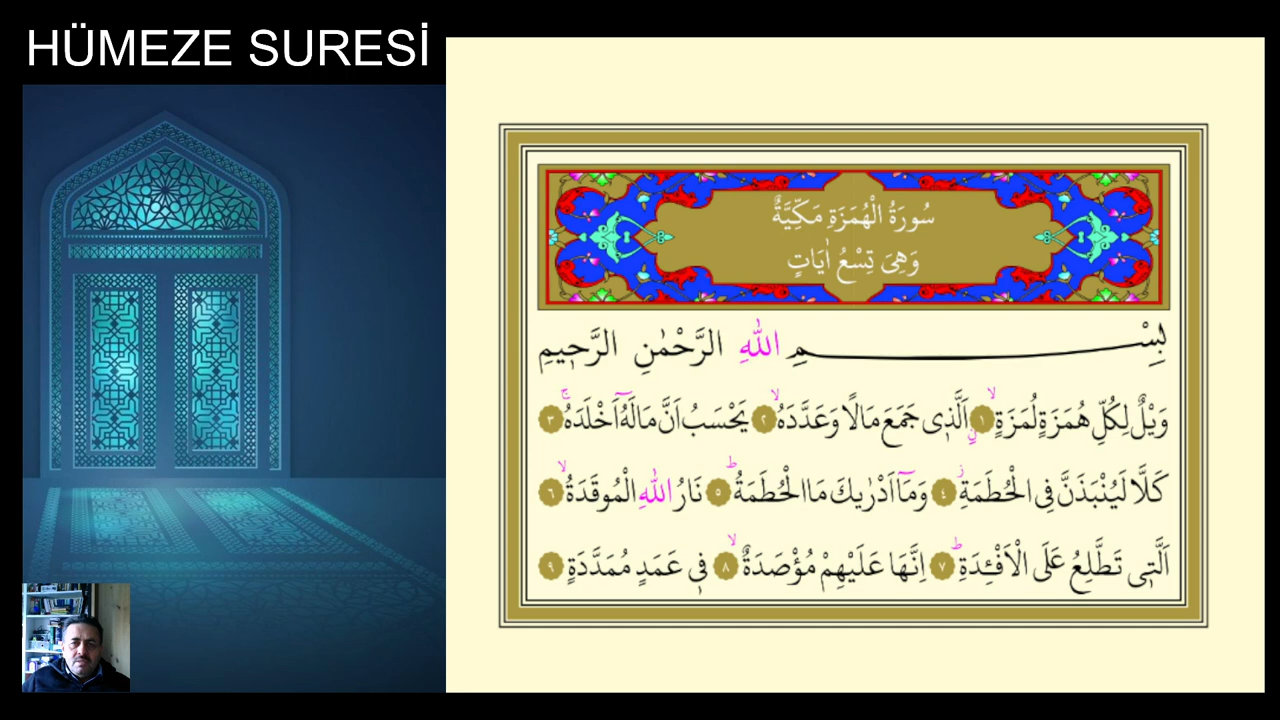 HÜMEZE SURESİ
سُورَةُ الْهُمَزَةِ مَكِّيَّةٌ
وَهِىَ تِسْعُ اٰيَاتٍ
بِسْمِ اللّٰهِ الرَّحْمٰنِ الرَّحٖيمِ
وَيْلٌ لِكُلِّ هُمَزَةٍ لُمَزَةٍۙ ١ اَلَّذٖى جَمَعَ مَالًا وَعَدَّدَهُۙ ٢ يَحْسَبُ اَنَّ مَالَهُٓ اَخْلَدَهُۚ ٣
كَلَّا لَيُنْبَذَنَّ فِى الْحُطَمَةِؗ ٤ وَمَٓا اَدْرٰيكَ مَا الْحُطَمَةُؕ ٥ نَارُ اللّٰهِ الْمُوقَدَةُۙ ٦
اَلَّتٖى تَطَّلِعُ عَلَى الْاَفْـِٔدَةِؕ ٧ اِنَّهَا عَلَيْهِمْ مُؤْصَدَةٌۙ ٨ فٖى عَمَدٍ مُمَدَّدَةٍ ٩